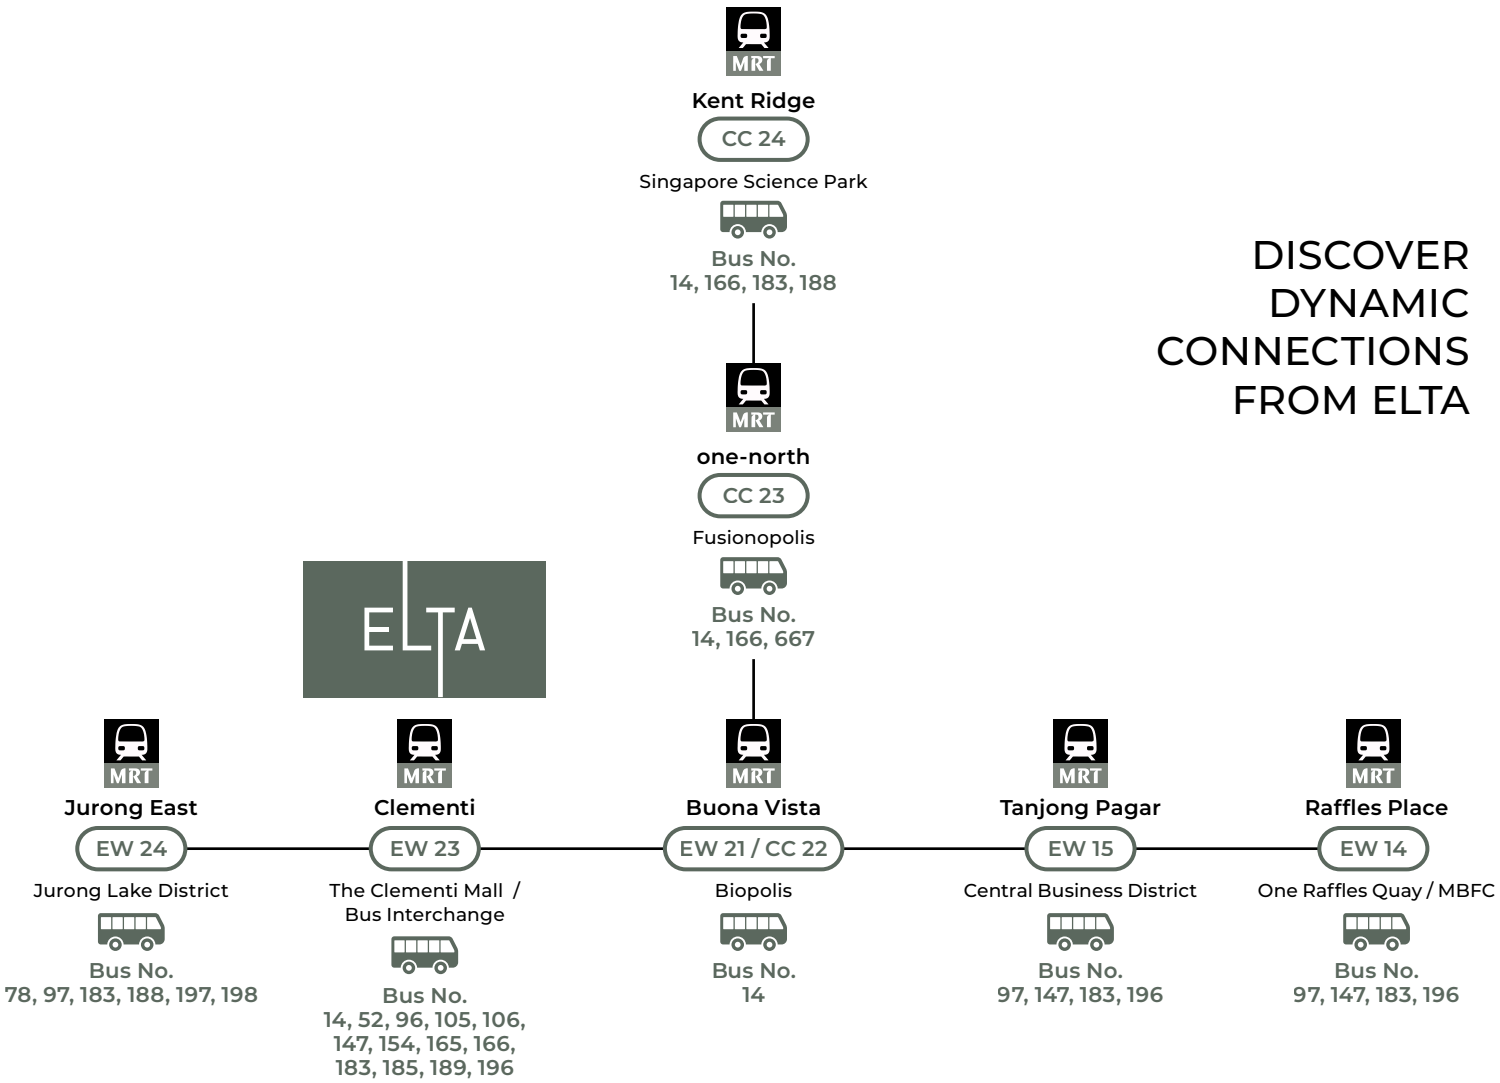 MRT
Kent Ridge
CC 24
Singapore Science Park
Bus No.
14, 166, 183, 188
DISCOVER
DYNAMIC
CONNECTIONS
FROM ELTA
MRT
one-north
CC 23
Fusionopolis
Bus No.
14, 166, 667
ELTA
MRT
Jurong East
EW 24
Jurong Lake District
Bus No.
78, 97, 183, 188, 197, 198
MRT
Clementi
EW 23
The Clementi Mall /
Bus Interchange
Bus No.
14, 52, 96, 105, 106,
147, 154, 165, 166,
183, 185, 189, 196
MRT
Buona Vista
EW 21 / CC 22
Biopolis
Bus No.
14
MRT
Tanjong Pagar
EW 15
Central Business District
Bus No.
97, 147, 183, 196
MRT
Raffles Place
EW 14
One Raffles Quay / MBFC
Bus No.
97, 147, 183, 196